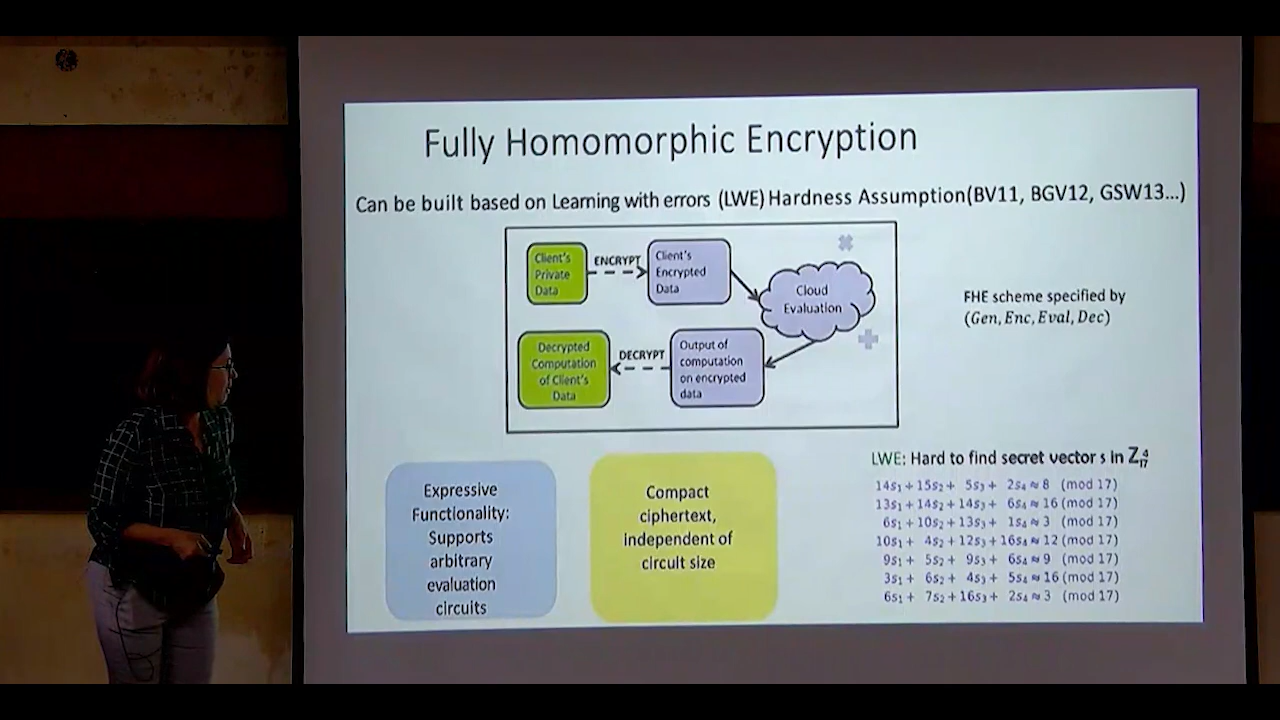 Fully Homomorphic Encryption
Can be built based on Learning with errors (LWE) Hardness Assumption(BV11, BGV12, GSW13...)
Client's
Private
Data
ENCRYPT
Client's
Encrypted
Data
Cloud
Evaluation
Output of
computation
on encrypted
data
DECRYPT
Decrypted
Computation
of Client's
Data
FHE scheme specified by
(Gen, Enc, Eval, Dec)
Expressive
Functionality:
Supports
arbitrary
evaluation
circuits
Compact
ciphertext,
independent of
circuit size
LWE: Hard to find secret vector s in Z₁₇⁴
14s₁ + 15s₂ + 5s₃ + 2s₄ ≈ 8 (mod 17)
13s₁ + 14s₂ + 14s₃ + 6s₄ ≈ 16 (mod 17)
6s₁ + 10s₂ + 13s₃ + 1s₄ ≈ 3 (mod 17)
10s₁ + 4s₂ + 12s₃ + 16s₄ ≈ 12 (mod 17)
9s₁ + 5s₂ + 9s₃ + 6s₄ ≈ 9 (mod 17)
3s₁ + 6s₂ + 4s₃ + 5s₄ ≈ 16 (mod 17)
6s₁ + 7s₂ + 16s₃ + 2s₄ ≈ 3 (mod 17)